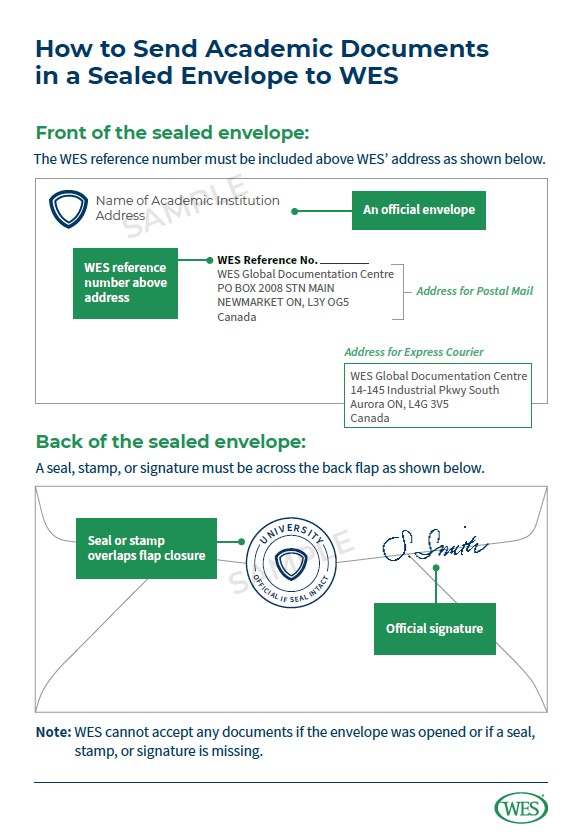 How to Send Academic Documents
in a Sealed Envelope to WES
Front of the sealed envelope:
The WES reference number must be included above WES’ address as shown below.
SAMPLE
Name of Academic Institution
Address
An official envelope
WES reference
number above
address
WES Reference No. ________
WES Global Documentation Centre
PO BOX 2008 STN MAIN
NEWMARKET ON, L3Y OG5
Canada
Address for Postal Mail
Address for Express Courier
WES Global Documentation Centre
14-145 Industrial Pkwy South
Aurora ON, L4G 3V5
Canada
Back of the sealed envelope:
A seal, stamp, or signature must be across the back flap as shown below.
SAMPLE
Seal or stamp
overlaps flap closure
UNIVERSITY
OFFICIAL IF SEAL INTACT
S. Smith
Official signature
Note: WES cannot accept any documents if the envelope was opened or if a seal,
stamp, or signature is missing.
WES